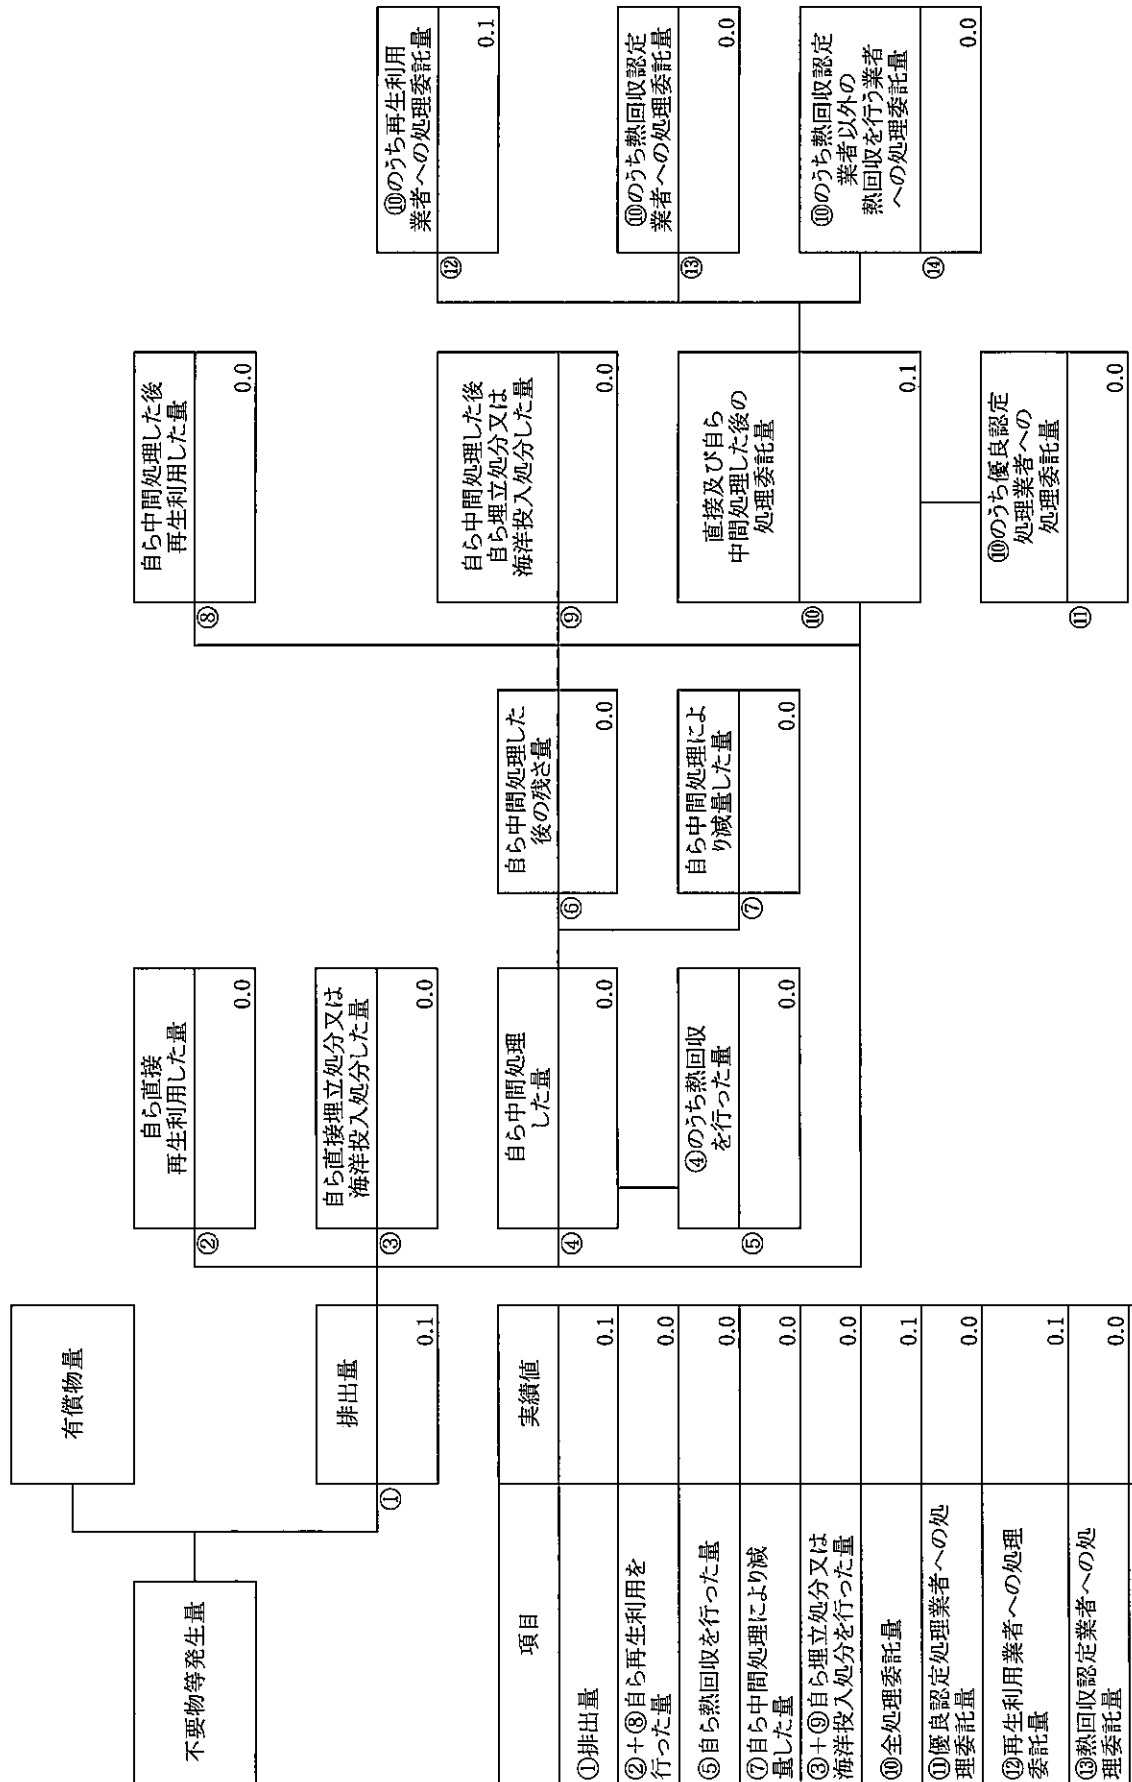 不要物等発生量
有償物量
①
排出量
0.1
②
自ら直接
再生利用した量
0.0
③
自ら直接埋立処分又は
海洋投入処分した量
0.0
④
自ら中間処理
した量
0.0
⑤
④のうち熱回収
を行った量
0.0
⑥
自ら中間処理した
後の残さ量
0.0
⑦
自ら中間処理によ
り減量した量
0.0
⑧
自ら中間処理した後
再生利用した量
0.0
⑨
自ら中間処理した後
自ら埋立処分又は
海洋投入処分した量
0.0
⑩
直接及び自ら
中間処理した後の
処理委託量
0.1
⑪
⑩のうち優良認定
処理業者への
処理委託量
0.0
⑫
⑩のうち再生利用
業者への処理委託量
0.1
⑬
⑩のうち熱回収認定
業者への処理委託量
0.0
⑭
⑩のうち熱回収認定
業者以外の
熱回収を行う業者
への処理委託量
0.0
項目 実績値
①排出量 0.1
②+⑧自ら再生利用を
行った量 0.0
⑤自ら熱回収を行った量 0.0
⑦自ら中間処理により減
量した量 0.0
③+⑨自ら埋立処分又は
海洋投入処分を行った量 0.0
⑩全処理委託量 0.1
⑪優良認定処理業者への処
理委託量 0.0
⑫再生利用業者への処理
委託量 0.1
⑬熱回収認定業者への処
理委託量 0.0